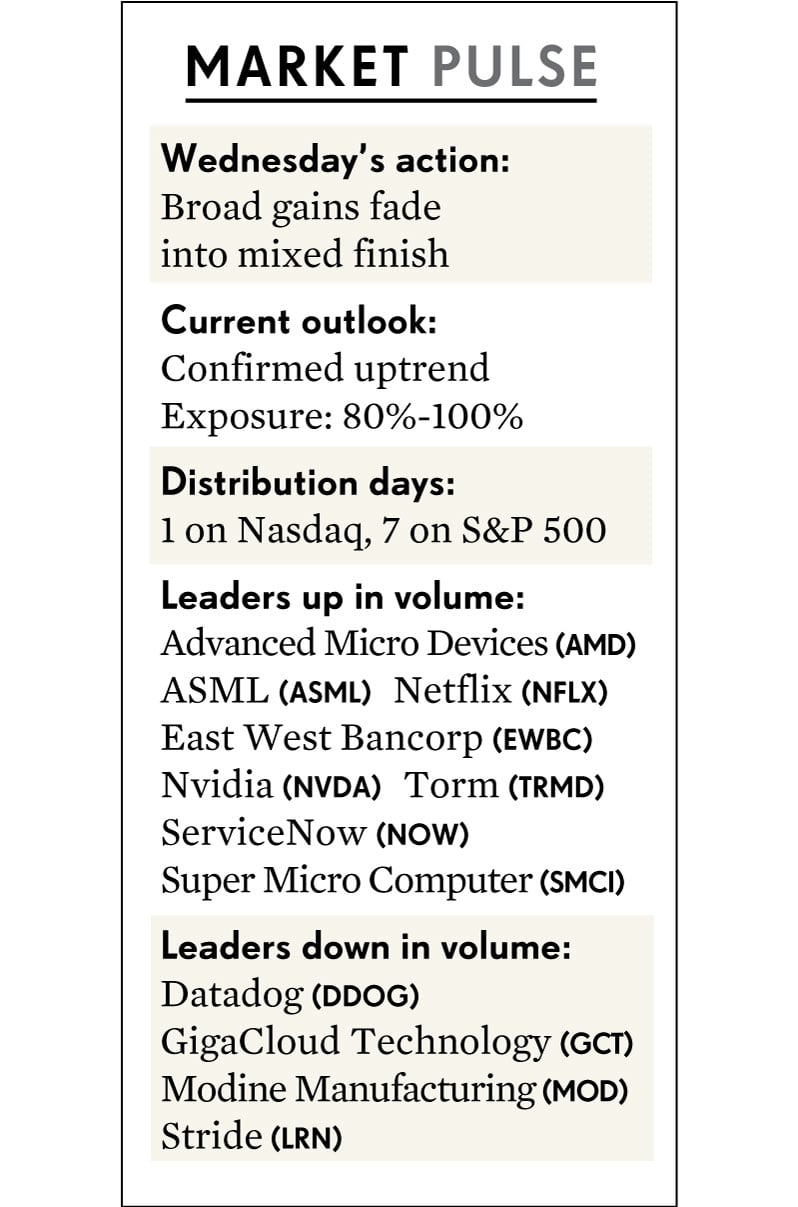 MARKET PULSE
Wednesday’s action:
Broad gains fade
into mixed finish
Current outlook:
Confirmed uptrend
Exposure: 80%-100%
Distribution days:
1 on Nasdaq, 7 on S&P 500
Leaders up in volume:
Advanced Micro Devices (AMD)
ASML (ASML) Netflix (NFLX)
East West Bancorp (EWBC)
Nvidia (NVDA) Torm (TRMD)
ServiceNow (NOW)
Super Micro Computer (SMCI)
Leaders down in volume:
Datadog (DDOG)
GigaCloud Technology (GCT)
Modine Manufacturing (MOD)
Stride (LRN)